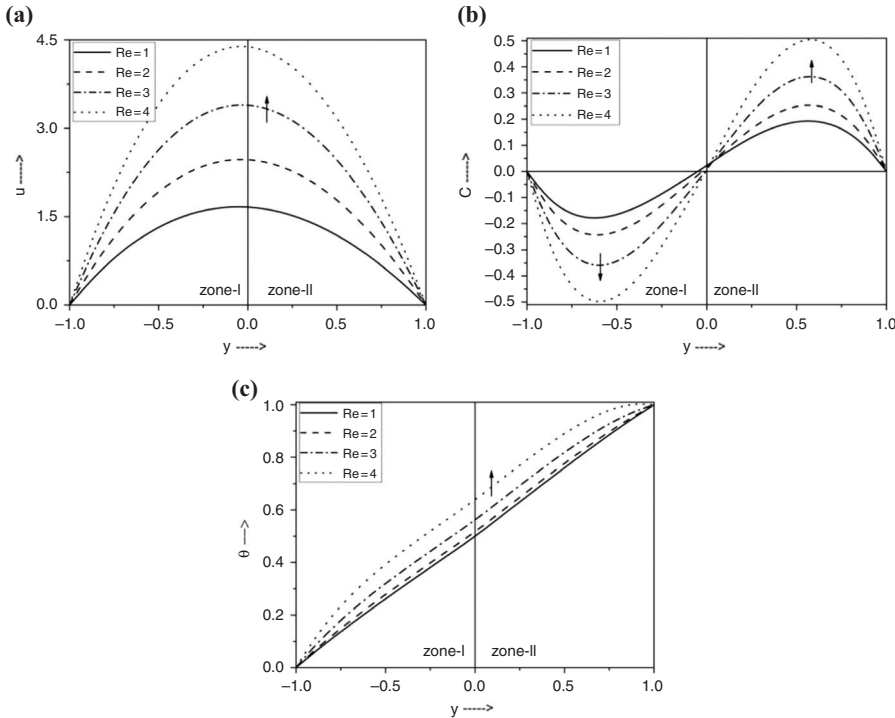 (a)
4.5
3.0
1.5
0.0
u ----->
Re=1
Re=2
Re=3
Re=4
zone-I
zone-II
−1.0
−0.5
0.0
0.5
1.0
y ----->
(b)
0.5
0.4
0.3
0.2
0.1
0.0
−0.1
−0.2
−0.3
−0.4
−0.5
C ----->
Re=1
Re=2
Re=3
Re=4
zone-I
zone-II
−1.0
−0.5
0.0
0.5
1.0
y ----->
(c)
1.0
0.8
0.6
0.4
0.2
0.0
θ ---->
Re=1
Re=2
Re=3
Re=4
zone-I
zone-II
−1.0
−0.5
0.0
0.5
1.0
y ----->